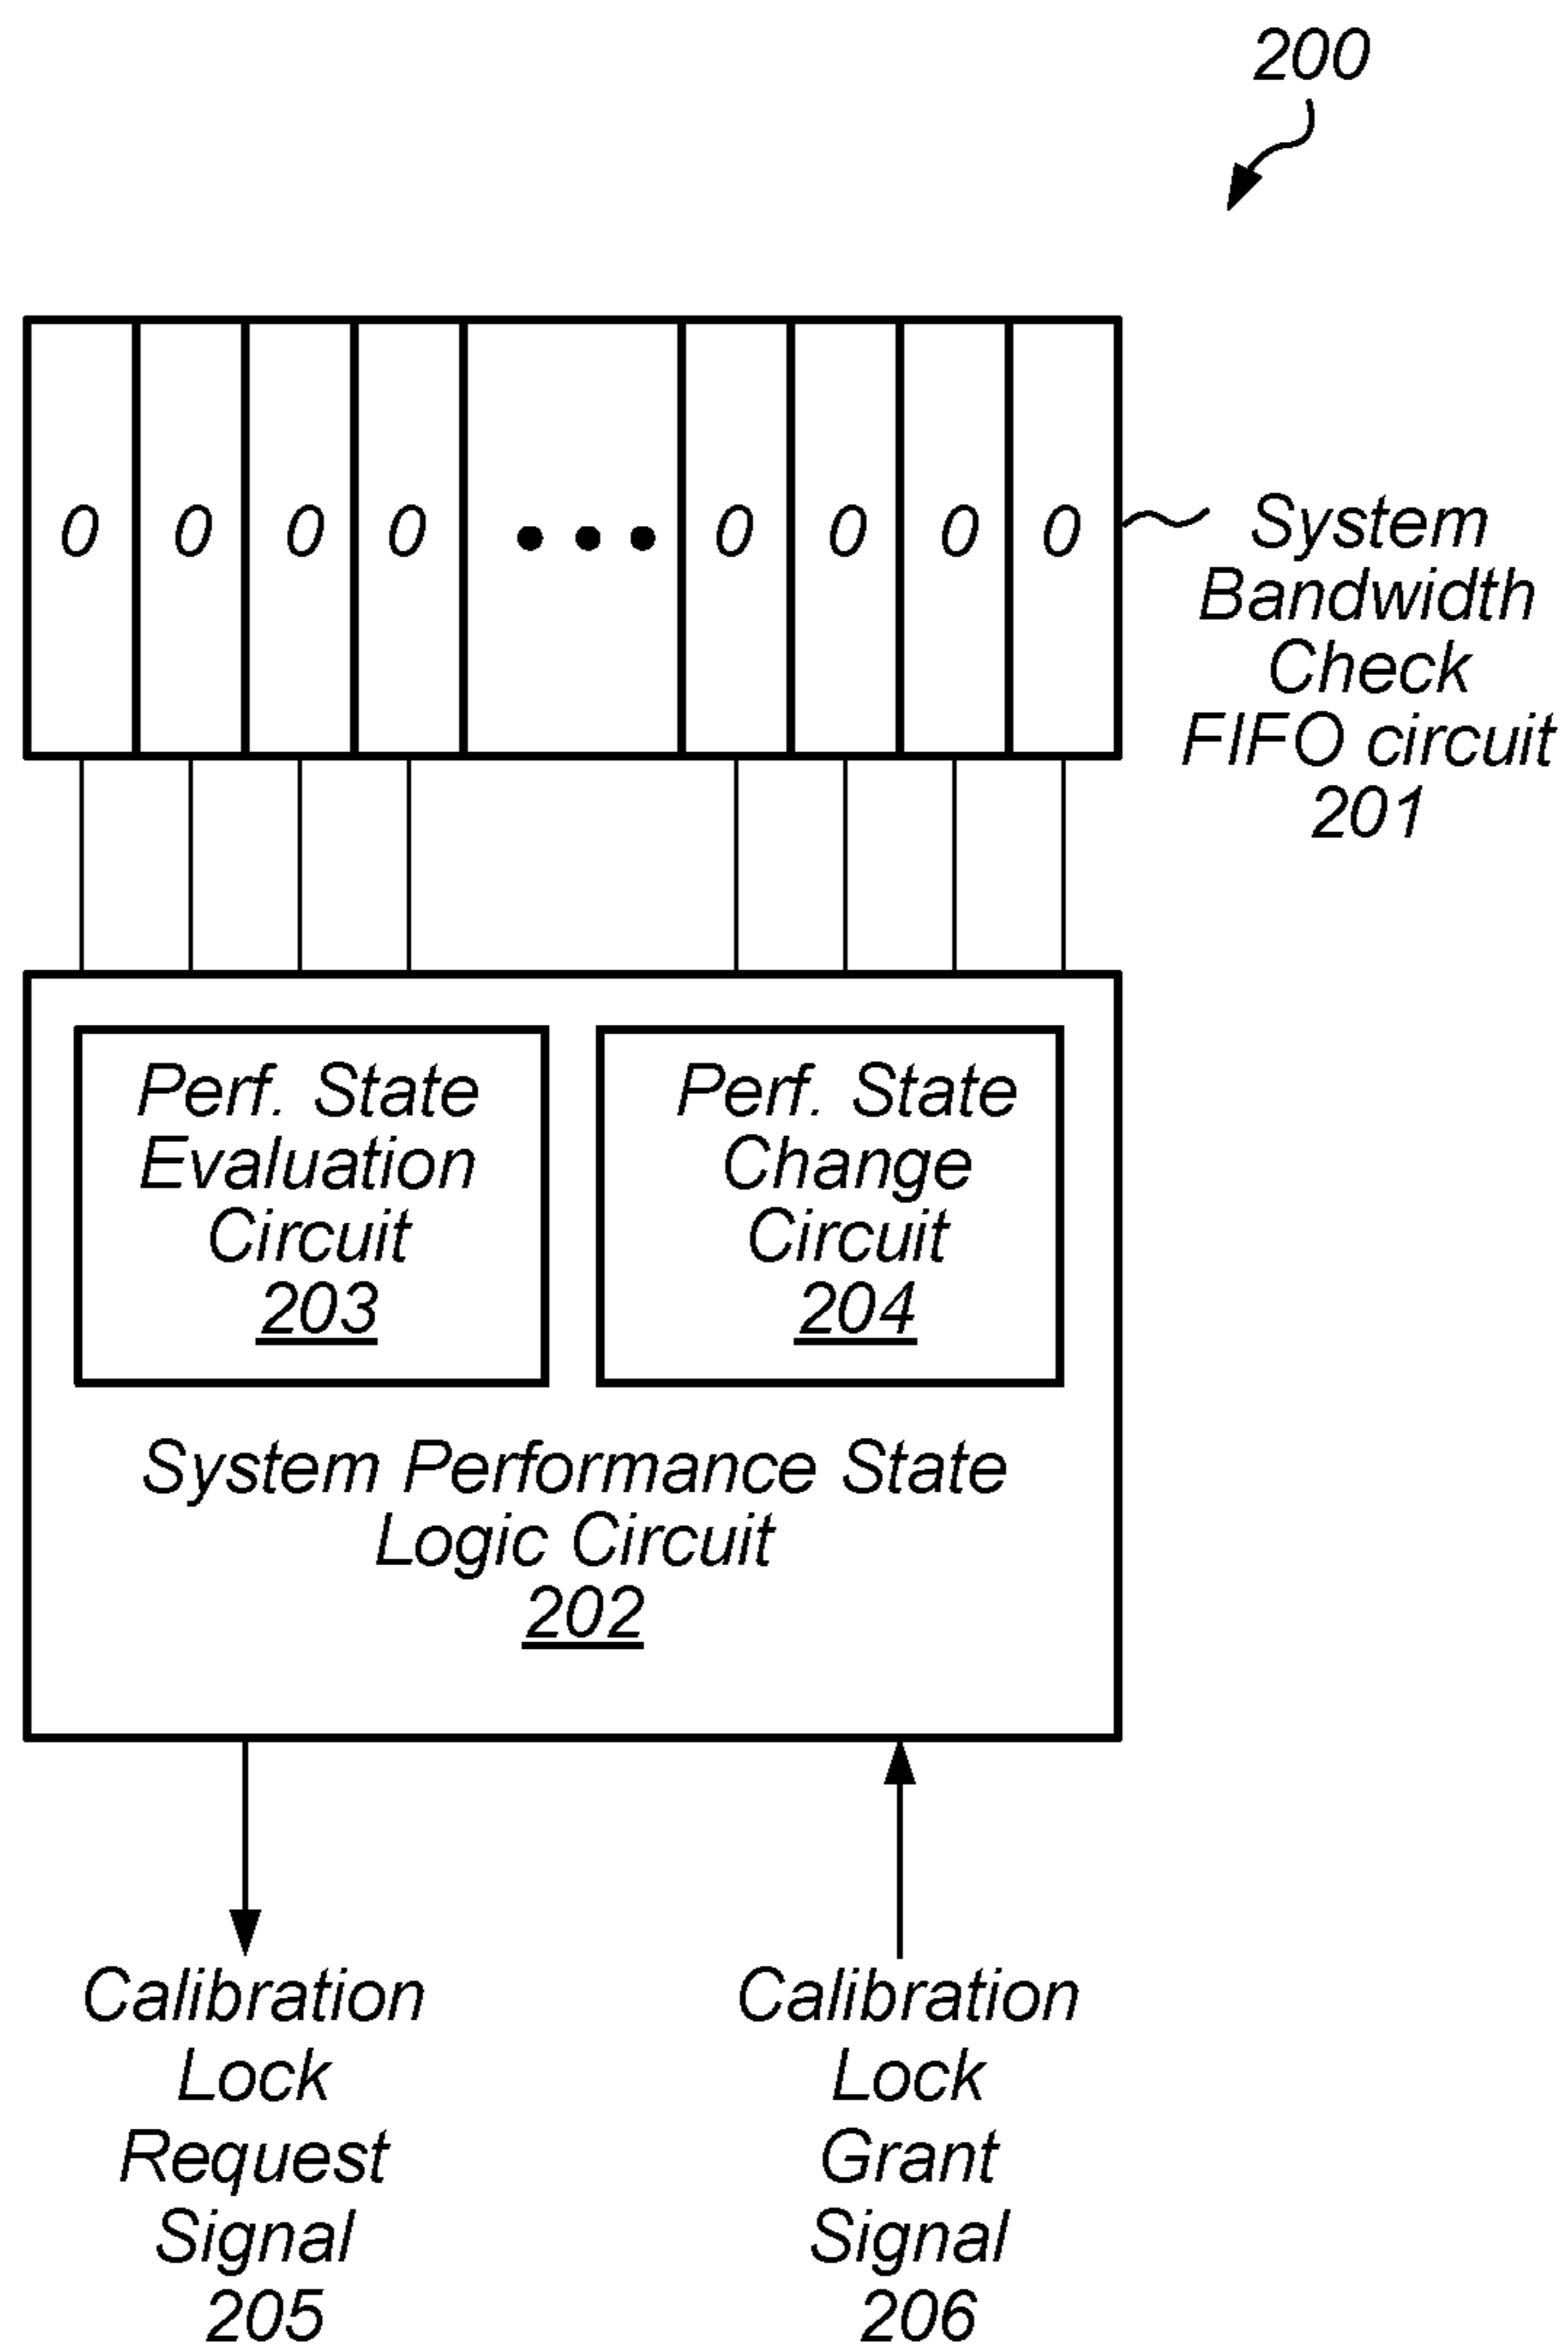 200
0 0 0 0 ••• 0 0 0 0
System
Bandwidth
Check
FIFO circuit
201
Perf. State
Evaluation
Circuit
203
Perf. State
Change
Circuit
204
System Performance State
Logic Circuit
202
Calibration
Lock
Request
Signal
205
Calibration
Lock
Grant
Signal
206